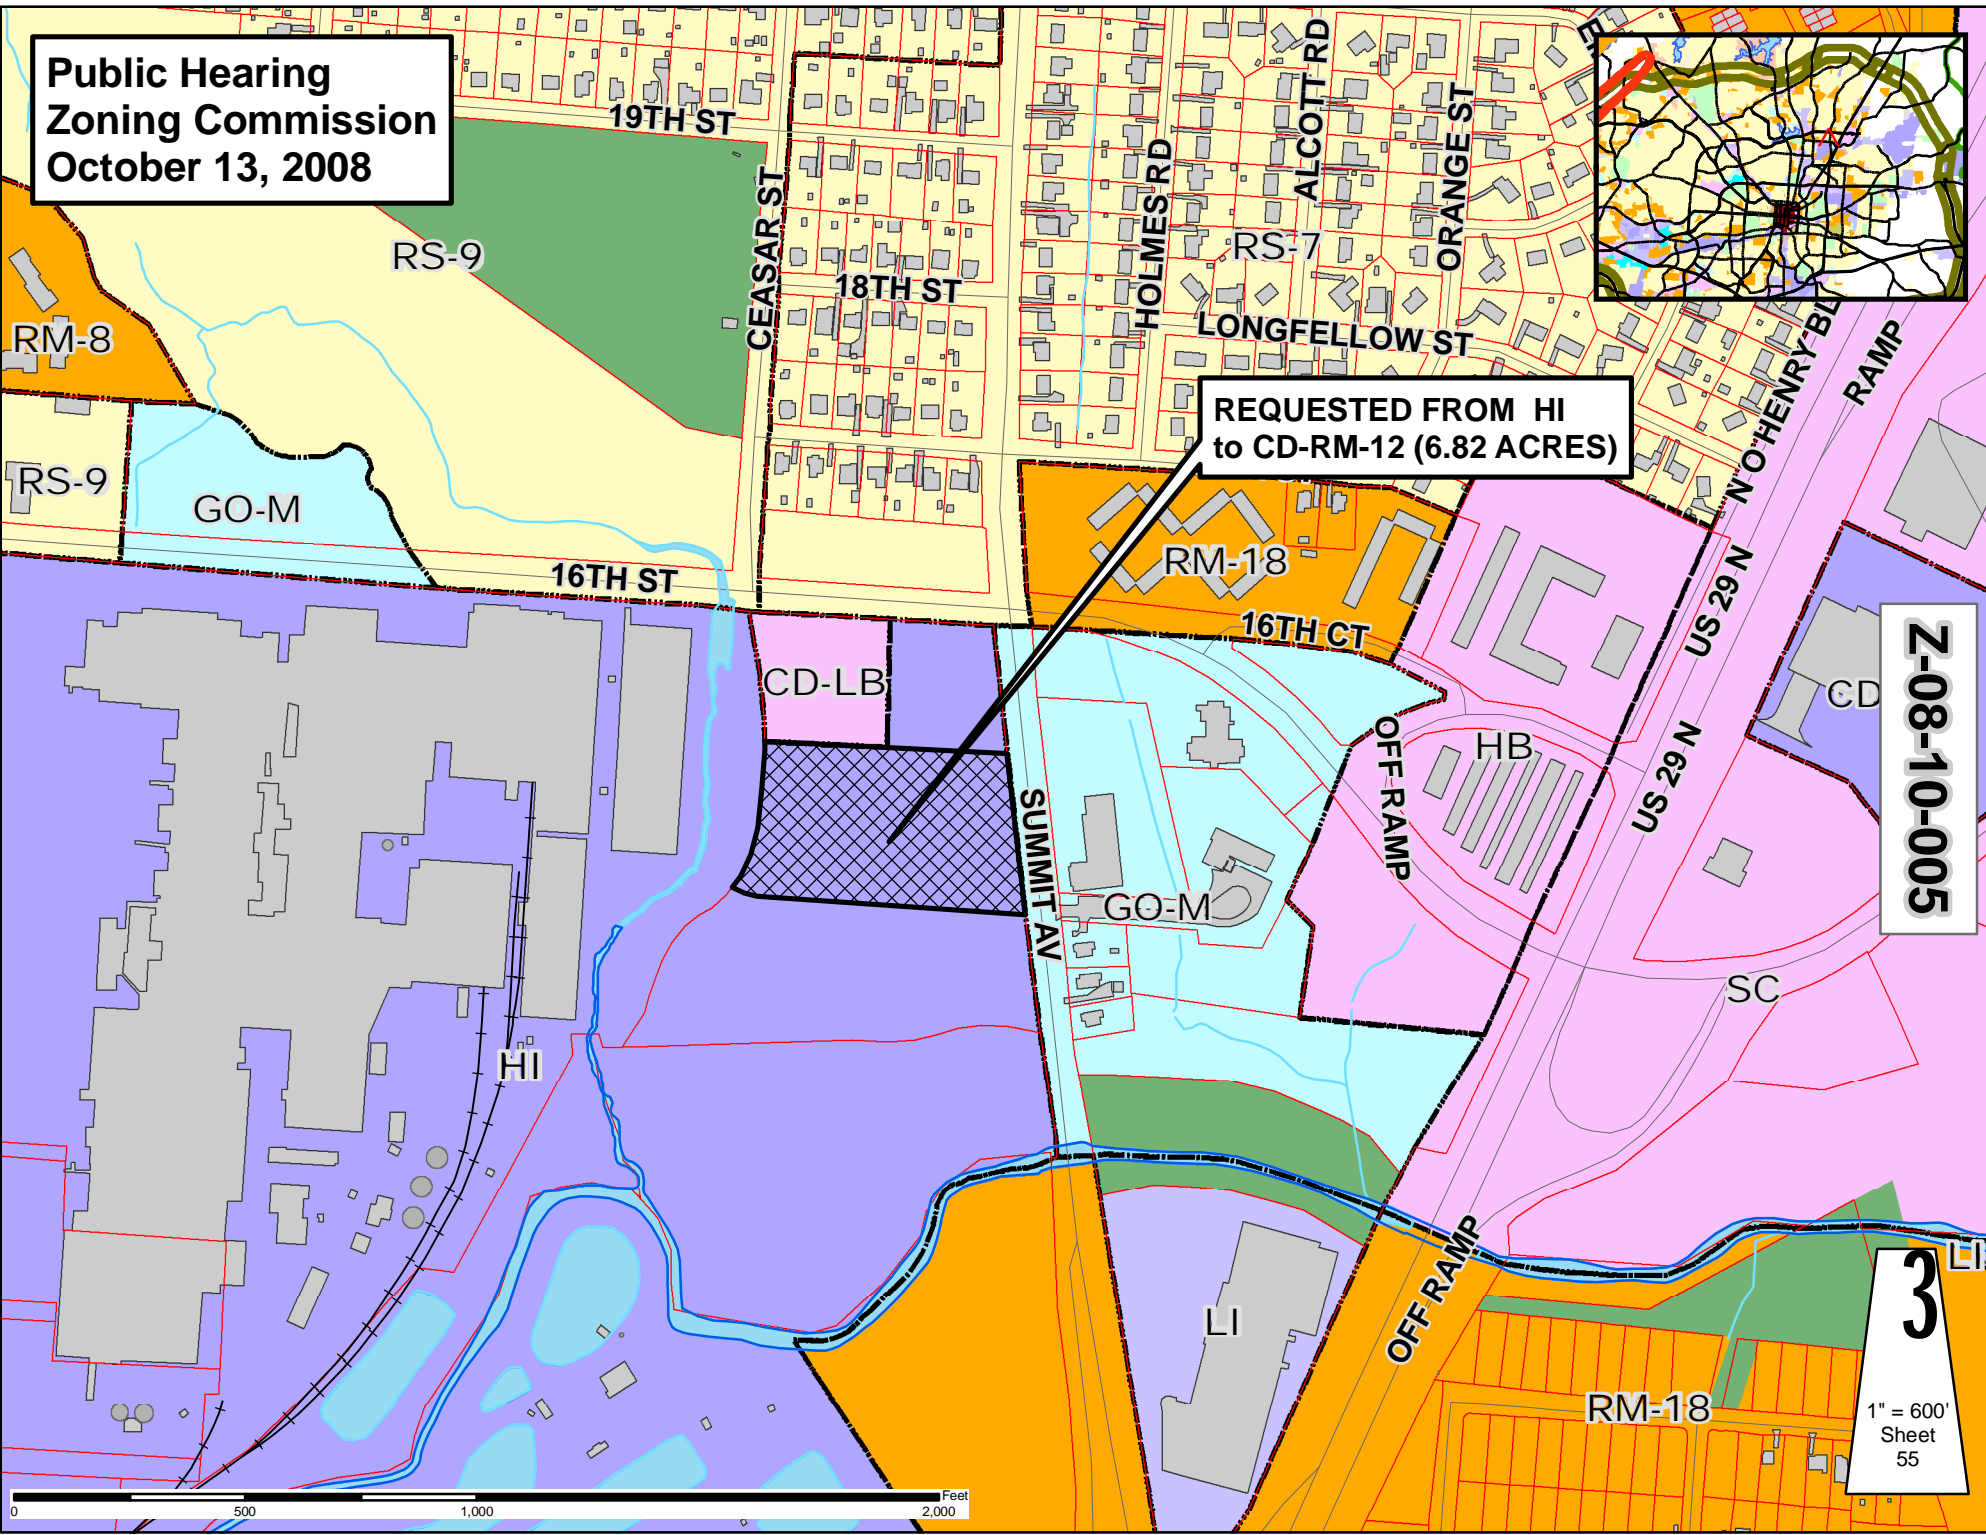 Public Hearing
Zoning Commission
October 13, 2008
19TH ST
CEASAR ST
HOLMES RD
ALCOTT RD
ORANGE ST
RS-9
RS-7
18TH ST
LONGFELLOW ST
RM-8
N O HENRY BL
RAMP
REQUESTED FROM HI
to CD-RM-12 (6.82 ACRES)
RS-9
GO-M
16TH ST
RM-18
16TH CT
US 29 N
CD-LB
CD
Z-08-10-005
HB
OFF RAMP
US 29 N
SUMMIT AV
GO-M
SC
HI
OFF RAMP
LI
LI
3
RM-18
1" = 600'
Sheet
55
Feet
0 500 1,000 2,000